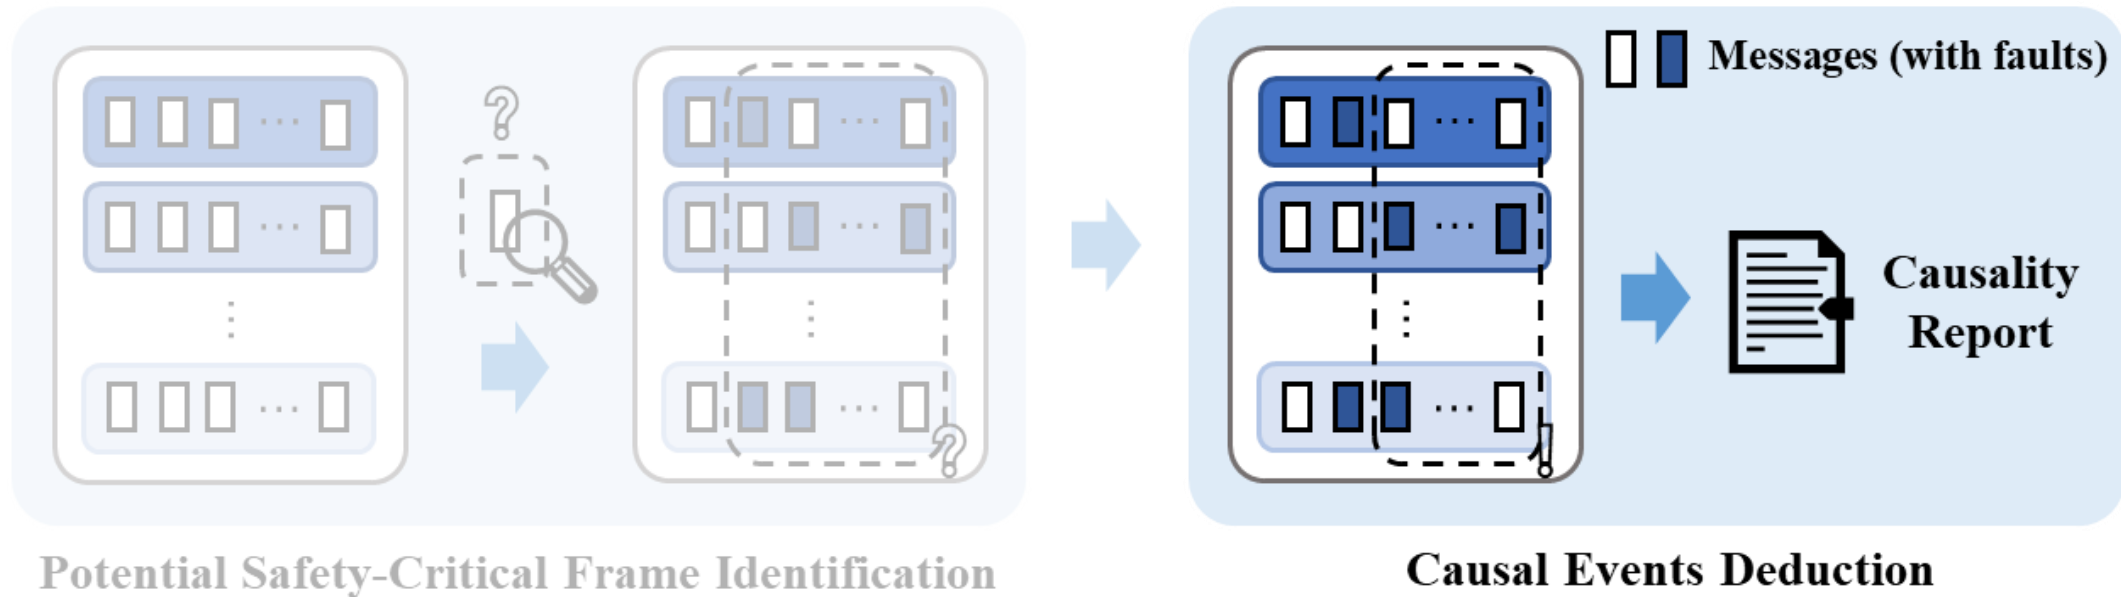 Messages (with faults)
?
?
!
Causality
Report
Potential Safety-Critical Frame Identification
Causal Events Deduction